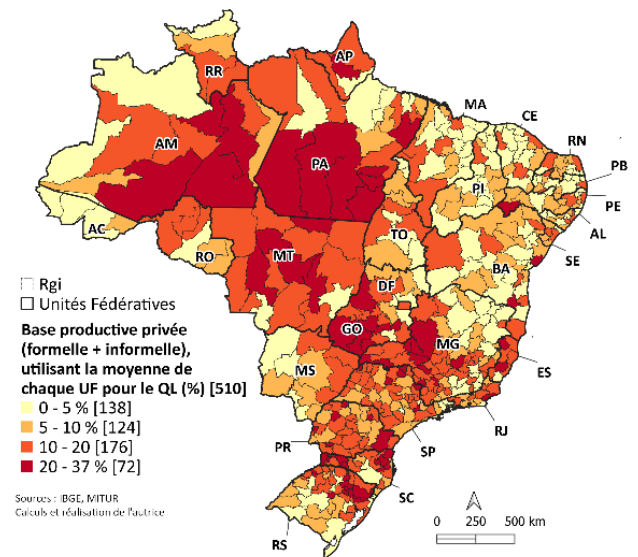 AP
RR
MA
CE
AM
RN
PA
PB
PI
PE
AC
TO
AL
RO
MT
SE
BA
DF
GO
MG
MS
ES
RJ
PR
SP
SC
RS
Rgi
Unités Fédératives
Base productive privée
(formelle + informelle),
utilisant la moyenne de
chaque UF pour le QL (%) [510]
0 - 5 % [138]
5 - 10 % [124]
10 - 20 [176]
20 - 37 % [72]
Sources : IBGE, MITUR
Calculs et réalisation de l'autrice
0 250 500 km